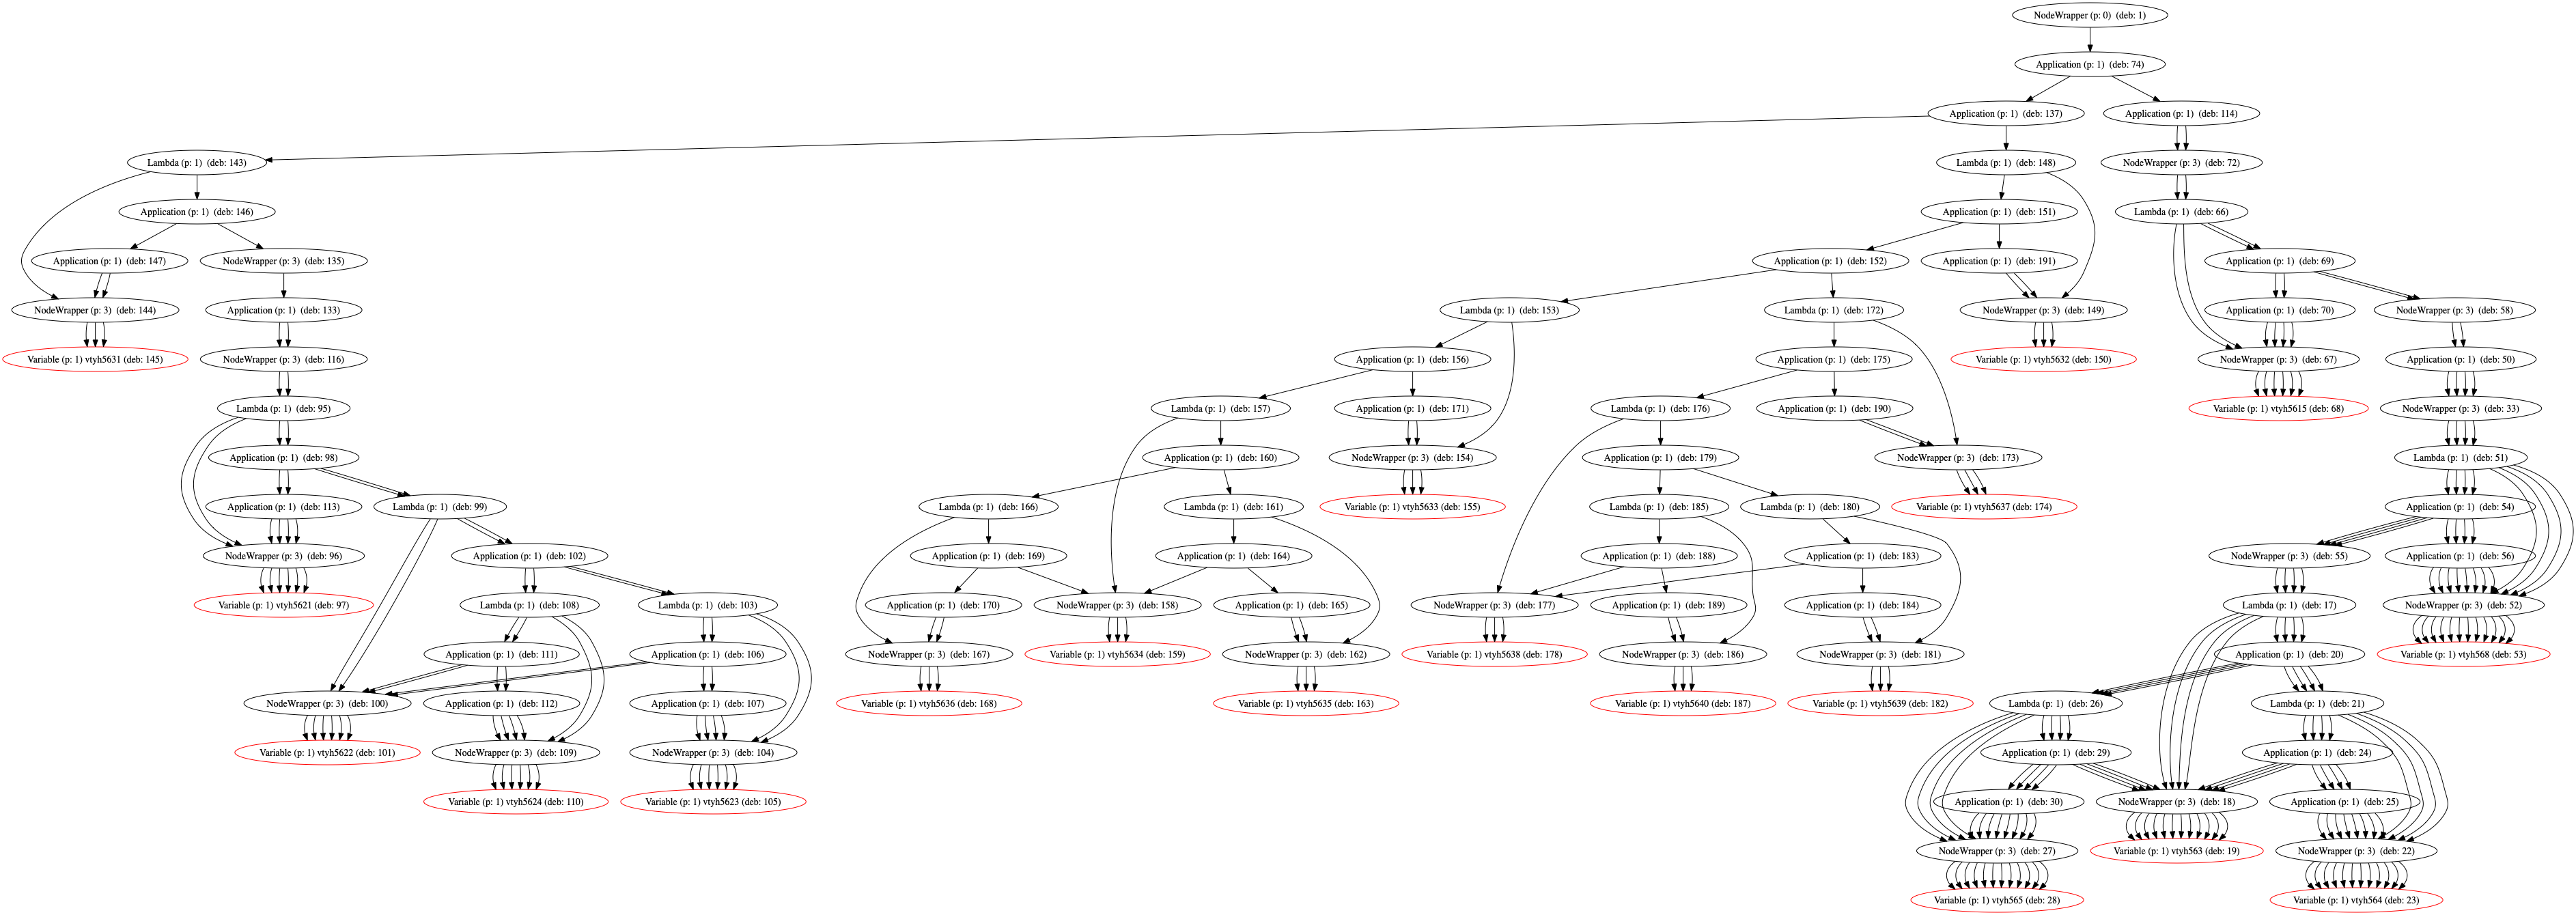 NodeWrapper (p: 0) (deb: 1)
Application (p: 1) (deb: 74)
Application (p: 1) (deb: 137)
Application (p: 1) (deb: 114)
Lambda (p: 1) (deb: 143)
Lambda (p: 1) (deb: 148)
NodeWrapper (p: 3) (deb: 72)
Application (p: 1) (deb: 146)
Application (p: 1) (deb: 151)
Lambda (p: 1) (deb: 66)
Application (p: 1) (deb: 147)
NodeWrapper (p: 3) (deb: 135)
Application (p: 1) (deb: 152)
Application (p: 1) (deb: 191)
Application (p: 1) (deb: 69)
NodeWrapper (p: 3) (deb: 144)
Application (p: 1) (deb: 133)
Lambda (p: 1) (deb: 153)
Lambda (p: 1) (deb: 172)
NodeWrapper (p: 3) (deb: 149)
Application (p: 1) (deb: 70)
NodeWrapper (p: 3) (deb: 58)
Variable (p: 1) vtyh5631 (deb: 145)
NodeWrapper (p: 3) (deb: 116)
Application (p: 1) (deb: 156)
Application (p: 1) (deb: 175)
Variable (p: 1) vtyh5632 (deb: 150)
NodeWrapper (p: 3) (deb: 67)
Application (p: 1) (deb: 50)
Lambda (p: 1) (deb: 95)
Lambda (p: 1) (deb: 157)
Application (p: 1) (deb: 171)
Lambda (p: 1) (deb: 176)
Application (p: 1) (deb: 190)
Variable (p: 1) vtyh5615 (deb: 68)
NodeWrapper (p: 3) (deb: 33)
Application (p: 1) (deb: 98)
Application (p: 1) (deb: 160)
NodeWrapper (p: 3) (deb: 154)
Application (p: 1) (deb: 179)
NodeWrapper (p: 3) (deb: 173)
Lambda (p: 1) (deb: 51)
Application (p: 1) (deb: 113)
Lambda (p: 1) (deb: 99)
Lambda (p: 1) (deb: 166)
Lambda (p: 1) (deb: 161)
Variable (p: 1) vtyh5633 (deb: 155)
Lambda (p: 1) (deb: 185)
Lambda (p: 1) (deb: 180)
Variable (p: 1) vtyh5637 (deb: 174)
Application (p: 1) (deb: 54)
NodeWrapper (p: 3) (deb: 96)
Application (p: 1) (deb: 102)
Application (p: 1) (deb: 169)
Application (p: 1) (deb: 164)
Application (p: 1) (deb: 188)
Application (p: 1) (deb: 183)
NodeWrapper (p: 3) (deb: 55)
Application (p: 1) (deb: 56)
Variable (p: 1) vtyh5621 (deb: 97)
Lambda (p: 1) (deb: 108)
Lambda (p: 1) (deb: 103)
Application (p: 1) (deb: 170)
NodeWrapper (p: 3) (deb: 158)
Application (p: 1) (deb: 165)
NodeWrapper (p: 3) (deb: 177)
Application (p: 1) (deb: 189)
Application (p: 1) (deb: 184)
Lambda (p: 1) (deb: 17)
NodeWrapper (p: 3) (deb: 52)
Application (p: 1) (deb: 111)
Application (p: 1) (deb: 106)
NodeWrapper (p: 3) (deb: 167)
Variable (p: 1) vtyh5634 (deb: 159)
NodeWrapper (p: 3) (deb: 162)
Variable (p: 1) vtyh5638 (deb: 178)
NodeWrapper (p: 3) (deb: 186)
NodeWrapper (p: 3) (deb: 181)
Application (p: 1) (deb: 20)
Variable (p: 1) vtyh568 (deb: 53)
NodeWrapper (p: 3) (deb: 100)
Application (p: 1) (deb: 112)
Application (p: 1) (deb: 107)
Variable (p: 1) vtyh5636 (deb: 168)
Variable (p: 1) vtyh5635 (deb: 163)
Variable (p: 1) vtyh5640 (deb: 187)
Variable (p: 1) vtyh5639 (deb: 182)
Lambda (p: 1) (deb: 26)
Lambda (p: 1) (deb: 21)
Variable (p: 1) vtyh5622 (deb: 101)
NodeWrapper (p: 3) (deb: 109)
NodeWrapper (p: 3) (deb: 104)
Application (p: 1) (deb: 29)
Application (p: 1) (deb: 24)
Variable (p: 1) vtyh5624 (deb: 110)
Variable (p: 1) vtyh5623 (deb: 105)
Application (p: 1) (deb: 30)
NodeWrapper (p: 3) (deb: 18)
Application (p: 1) (deb: 25)
NodeWrapper (p: 3) (deb: 27)
Variable (p: 1) vtyh563 (deb: 19)
NodeWrapper (p: 3) (deb: 22)
Variable (p: 1) vtyh565 (deb: 28)
Variable (p: 1) vtyh564 (deb: 23)